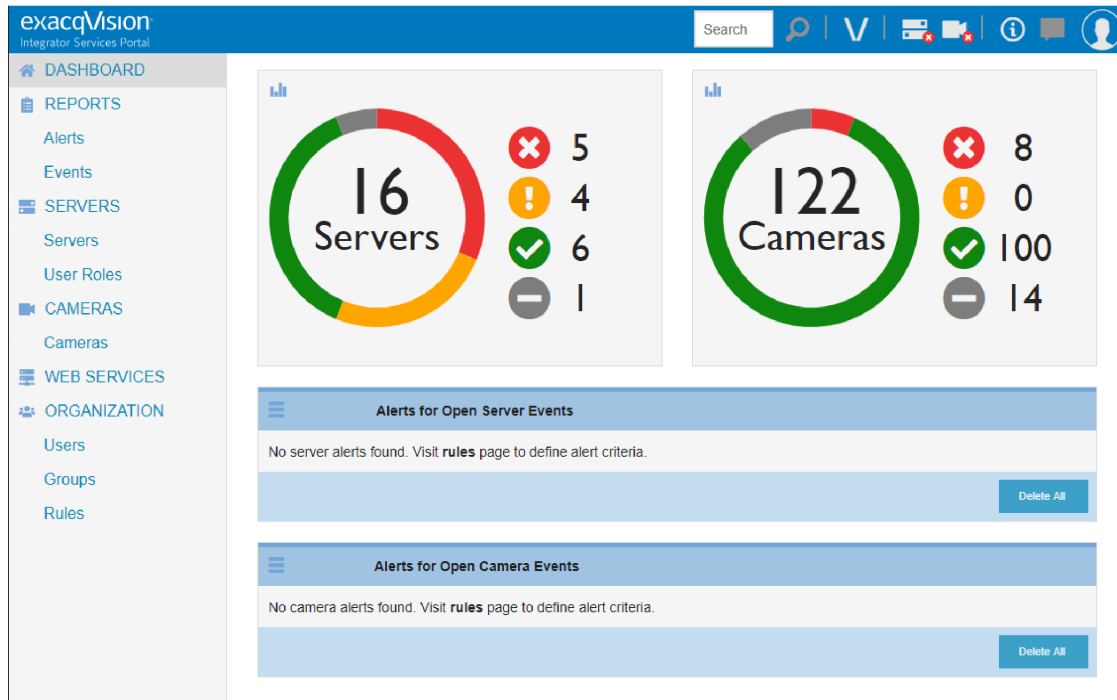 exacqVision
Integrator Services Portal
Search
DASHBOARD
REPORTS
Alerts
Events
SERVERS
Servers
User Roles
CAMERAS
Cameras
WEB SERVICES
ORGANIZATION
Users
Groups
Rules
16
Servers
5
4
6
1
122
Cameras
8
0
100
14
Alerts for Open Server Events
No server alerts found. Visit rules page to define alert criteria.
Delete All
Alerts for Open Camera Events
No camera alerts found. Visit rules page to define alert criteria.
Delete All